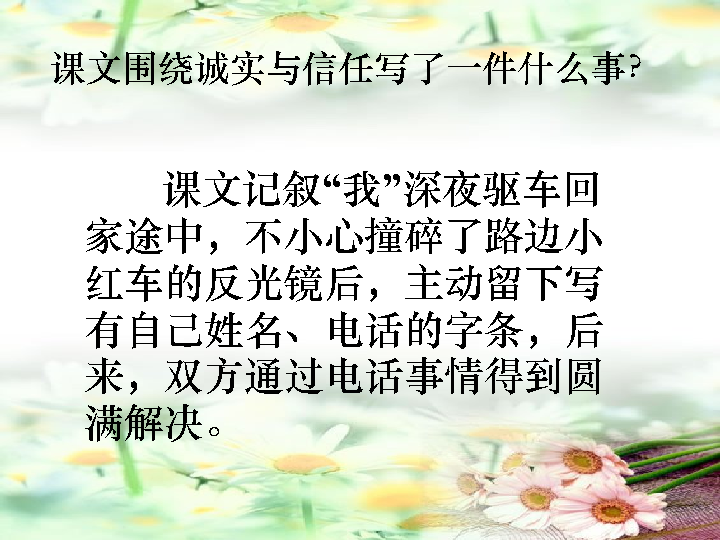 课文围绕诚实与信任写了一件什么事?
课文记叙“我”深夜驱车回
家途中，不小心撞碎了路边小
红车的反光镜后，主动留下写
有自己姓名、电话的字条，后
来，双方通过电话事情得到圆
满解决。